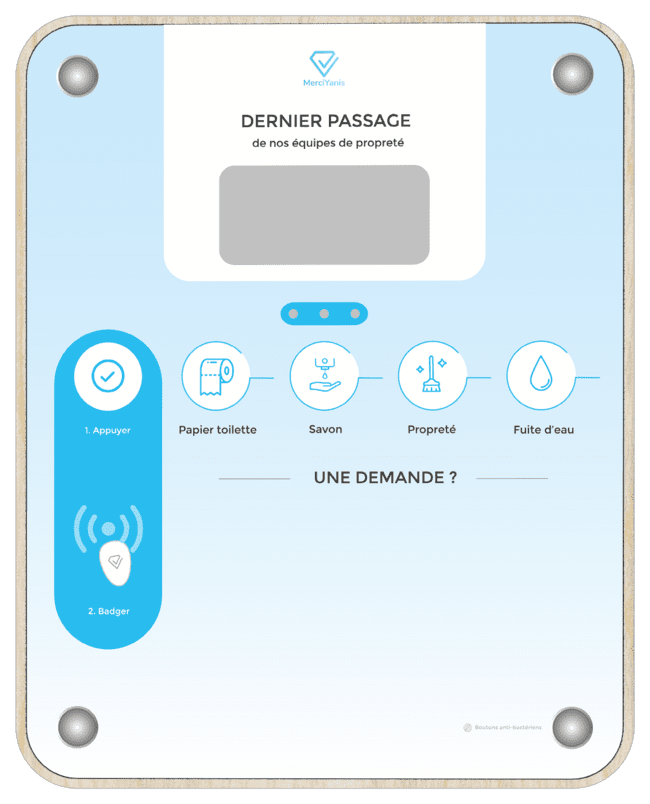 MerciYanis
DERNIER PASSAGE
de nos équipes de propreté
1. Appuyer
Papier toilette
Savon
Propreté
Fuite d'eau
UNE DEMANDE ?
2. Badger
Boutons anti-bactériens